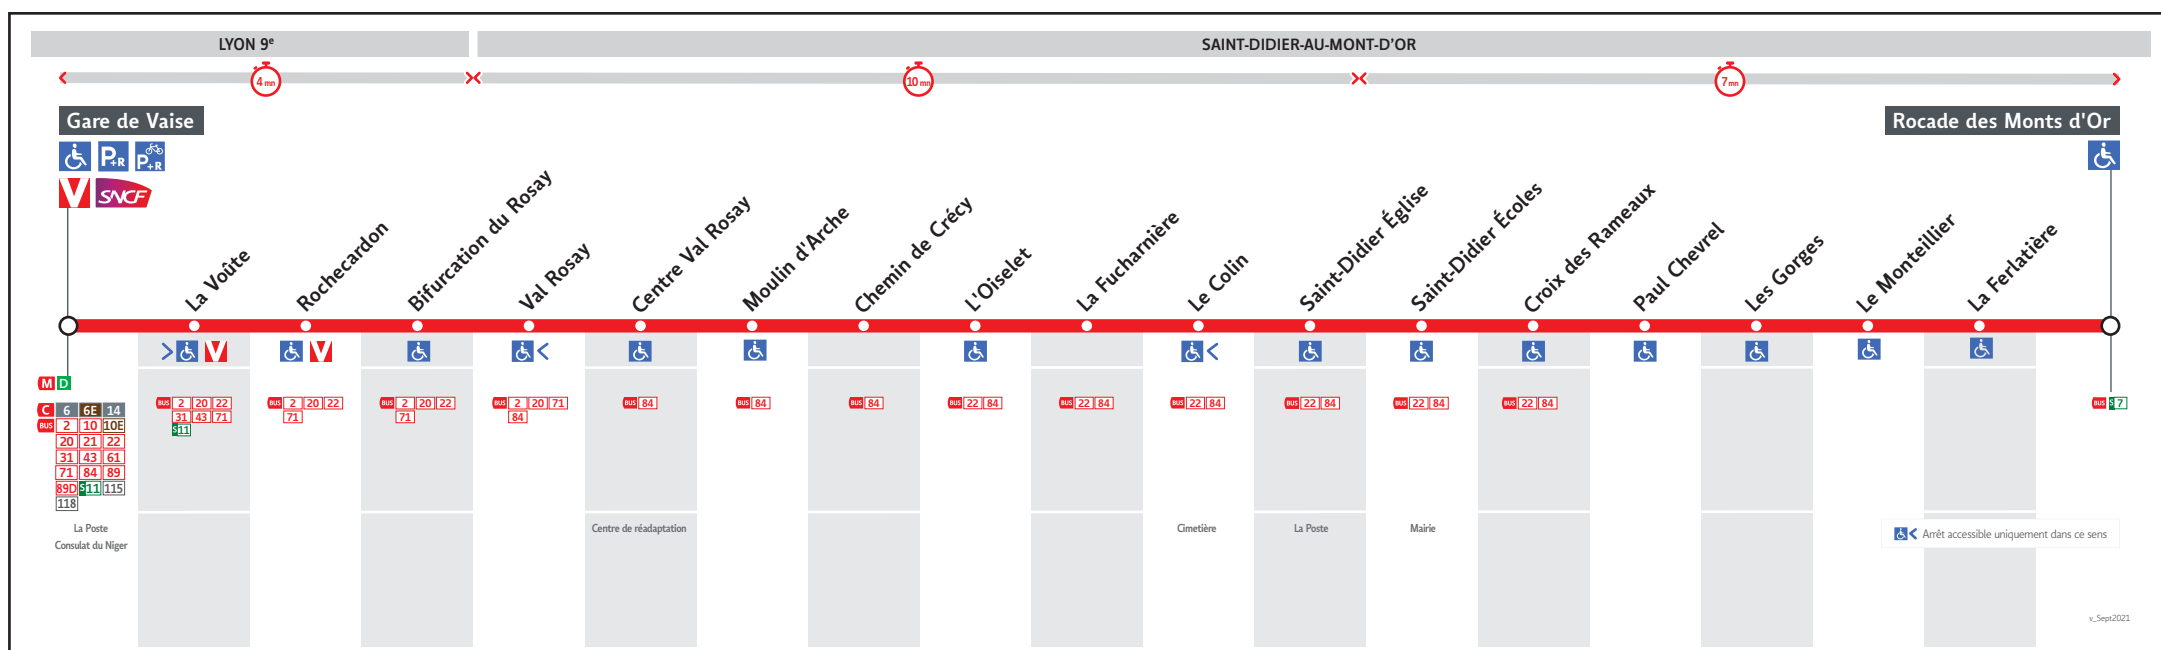 LYON 9e
SAINT-DIDIER-AU-MONT-D'OR
4 mn
10 mn
7 mn
Gare de Vaise
Rocade des Monts d'Or
P+R
P+R
V
SNCF
La Voûte
Rochecardon
Bifurcation du Rosay
Val Rosay
Centre Val Rosay
Moulin d'Arche
Chemin de Crécy
L'Oiselet
La Fucharnière
Le Colin
Saint-Didier Église
Saint-Didier Écoles
Croix des Rameaux
Paul Chevrel
Les Gorges
Le Monteillier
La Ferlatière
> V
V
<
<
M D
C 6 6E 14
BUS 2 10 10E
20 21 22
31 43 61
71 84 89
89D S11 115
118
BUS 2 20 22
31 43 71
S11
BUS 2 20 22
71
BUS 2 20 22
71
BUS 2 20 71
84
BUS 84
BUS 84
BUS 84
BUS 22 84
BUS 22 84
BUS 22 84
BUS 22 84
BUS 22 84
BUS 22 84
BUS S7
La Poste
Consulat du Niger
Centre de réadaptation
Cimetière
La Poste
Mairie
< Arrêt accessible uniquement dans ce sens
v_Sept2021